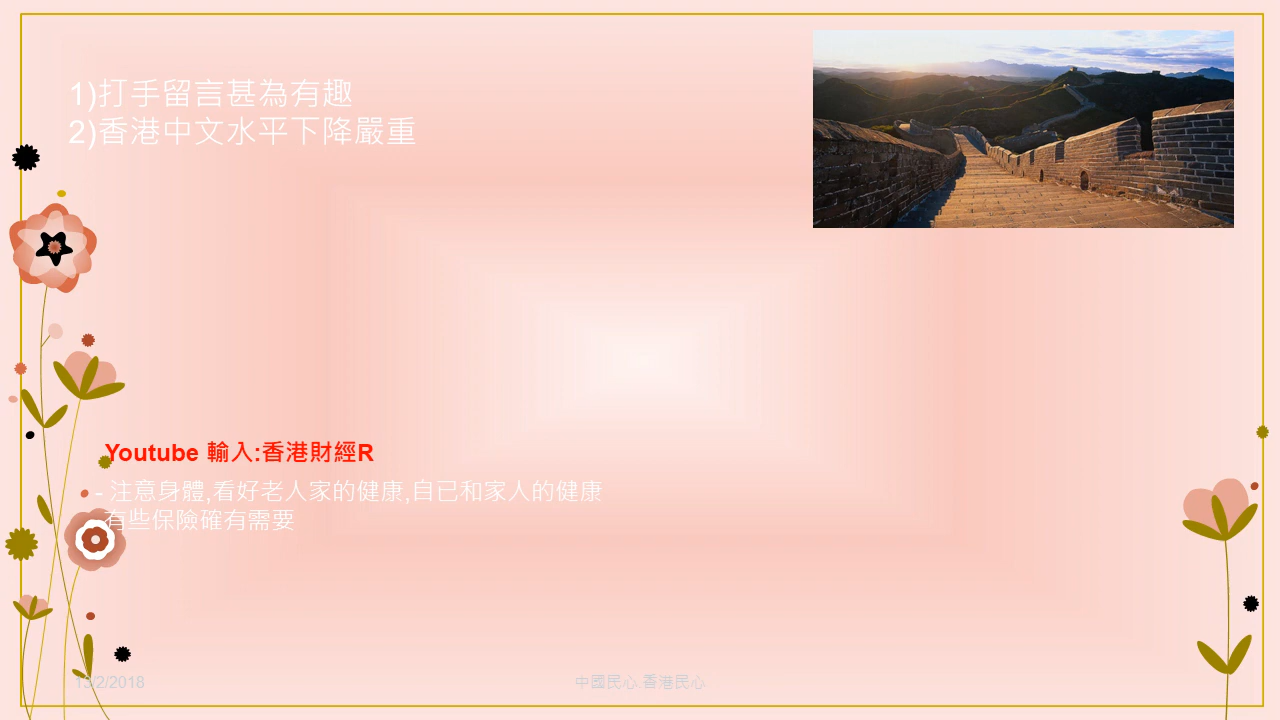 1)打手留言甚為有趣
2)香港中文水平下降嚴重
Youtube 輸入:香港財經R
- 注意身體,看好老人家的健康,自已和家人的健康
有些保險確有需要
13/2/2018
中國民心.香港民心